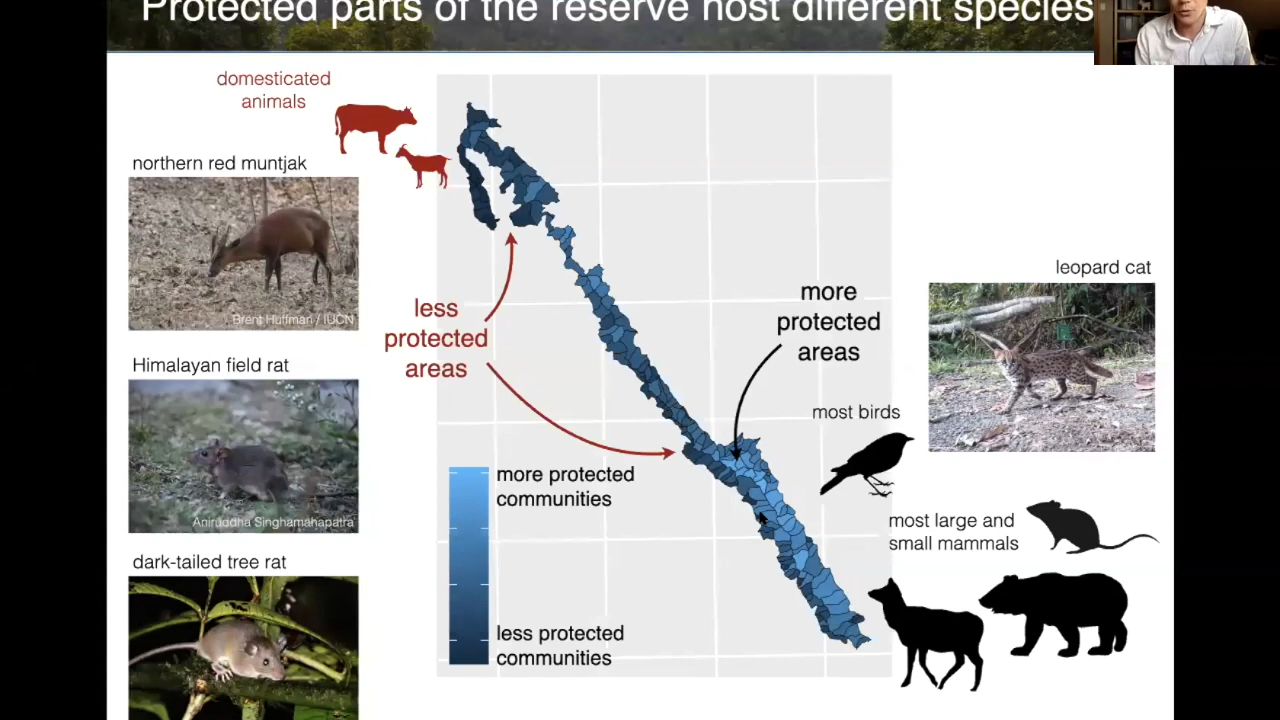 Protected parts of the reserve host different species
domesticated
animals
northern red muntjak
Brent Huffman / IUCN
Himalayan field rat
Aniruddha Singhamahapatra
dark-tailed tree rat
less
protected
areas
more
protected
areas
more protected
communities
less protected
communities
leopard cat
most birds
most large and
small mammals